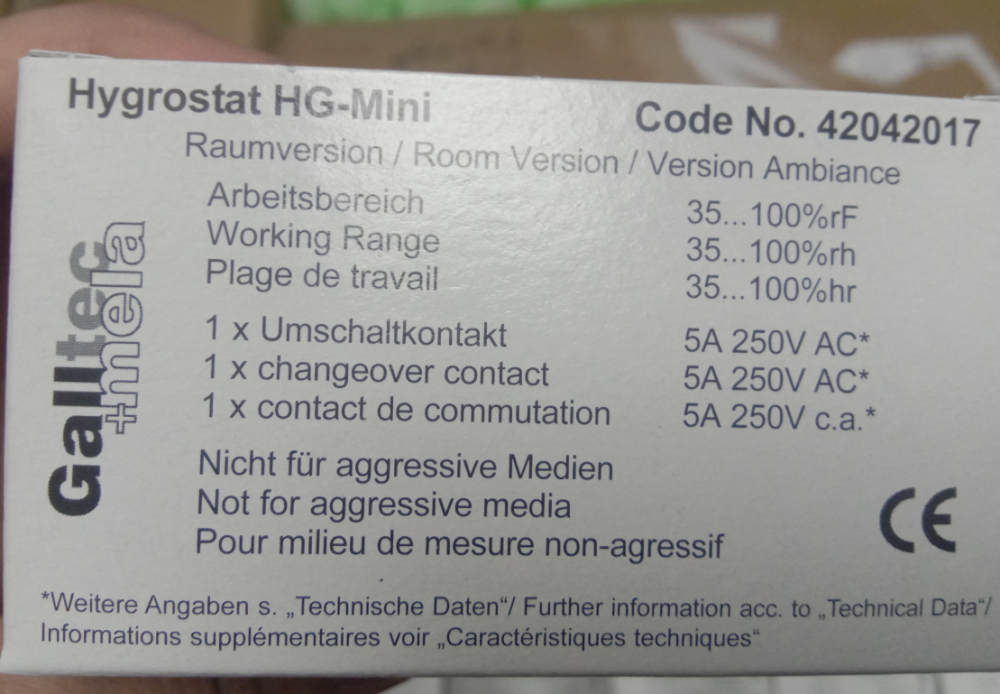 Hygrostat HG-Mini
Code No. 42042017
Raumversion / Room Version / Version Ambiance
Arbeitsbereich 35...100%rF
Working Range 35...100%rh
Plage de travail 35...100%hr
1 x Umschaltkontakt 5A 250V AC*
1 x changeover contact 5A 250V AC*
1 x contact de commutation 5A 250V c.a.*
Nicht für aggressive Medien
Not for aggressive media
Pour milieu de mesure non-agressif
CE
Galltec
+mela
*Weitere Angaben s. „Technische Daten“/ Further information acc. to „Technical Data“/
Informations supplémentaires voir „Caractéristiques techniques“